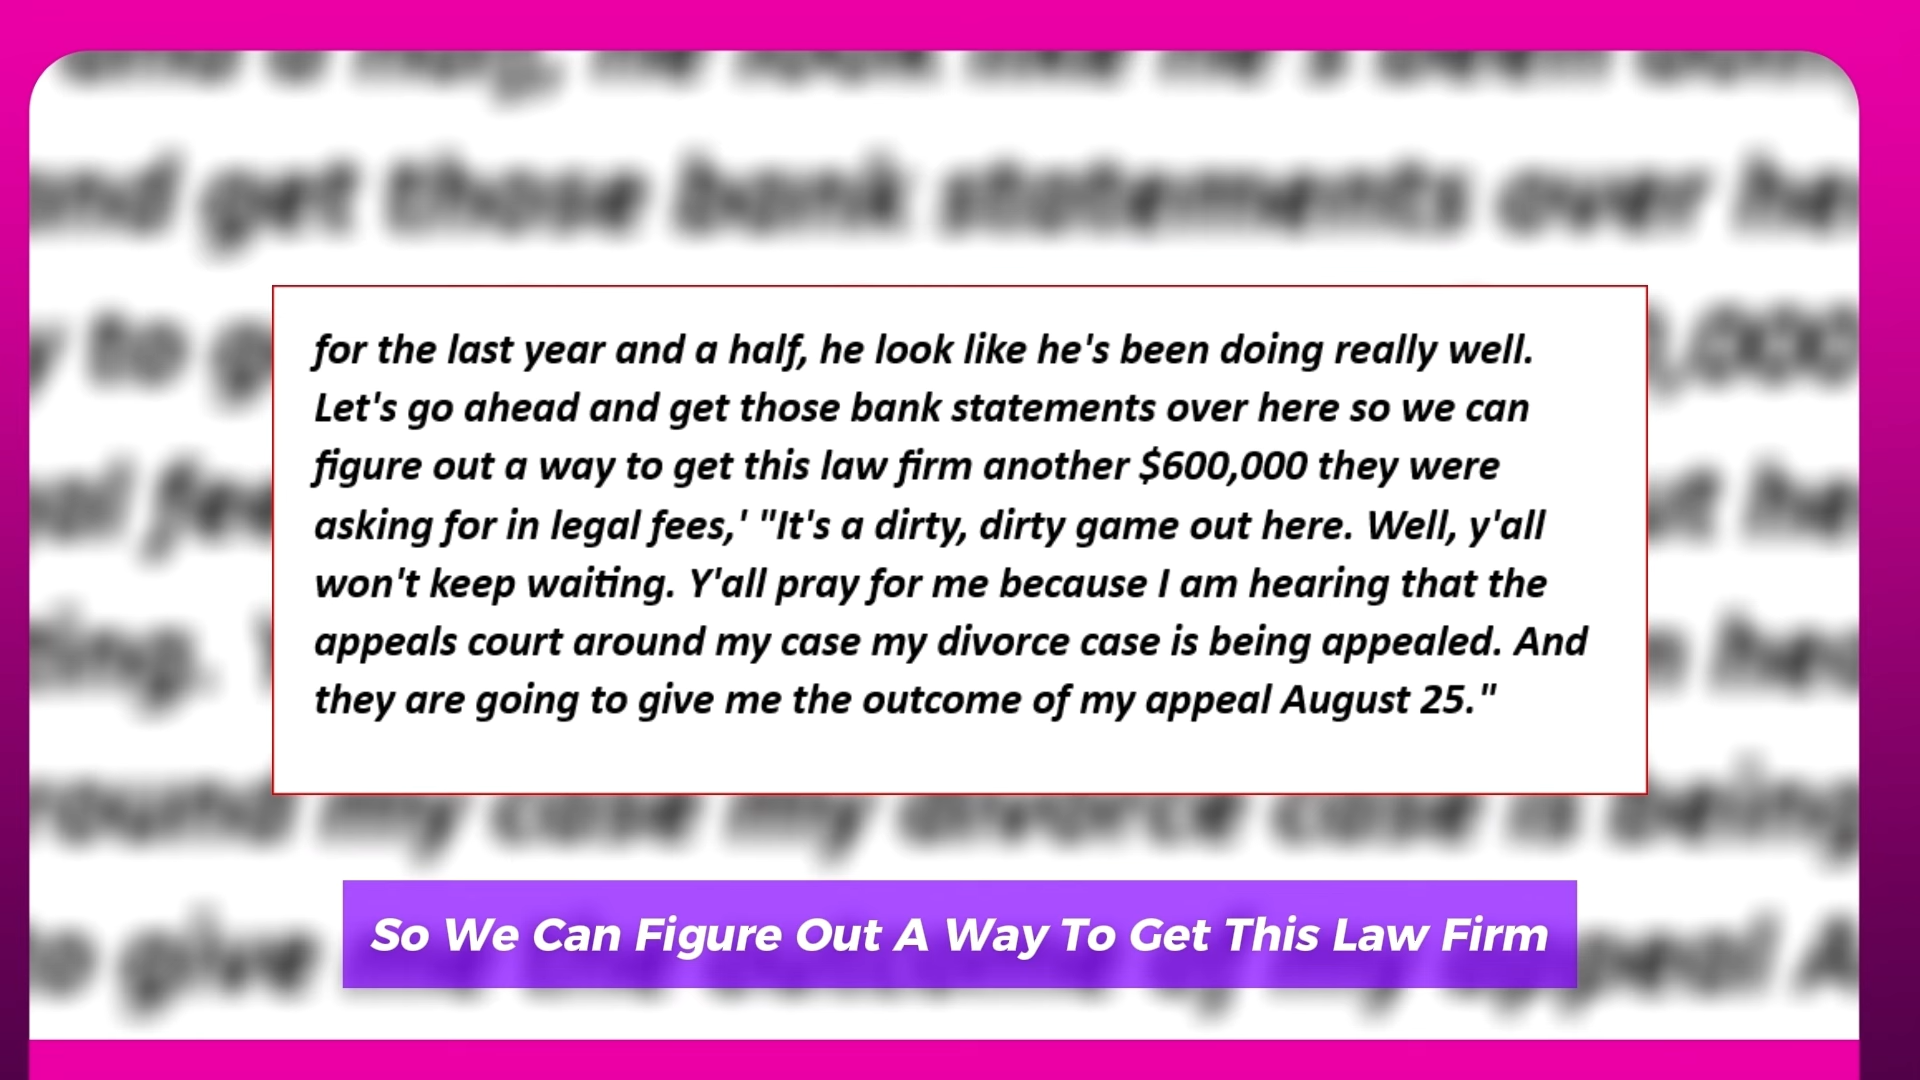 for the last year and a half, he look like he's been doing really well.
Let's go ahead and get those bank statements over here so we can
figure out a way to get this law firm another $600,000 they were
asking for in legal fees,' "It's a dirty, dirty game out here. Well, y'all
won't keep waiting. Y'all pray for me because I am hearing that the
appeals court around my case my divorce case is being appealed. And
they are going to give me the outcome of my appeal August 25."
So We Can Figure Out A Way To Get This Law Firm